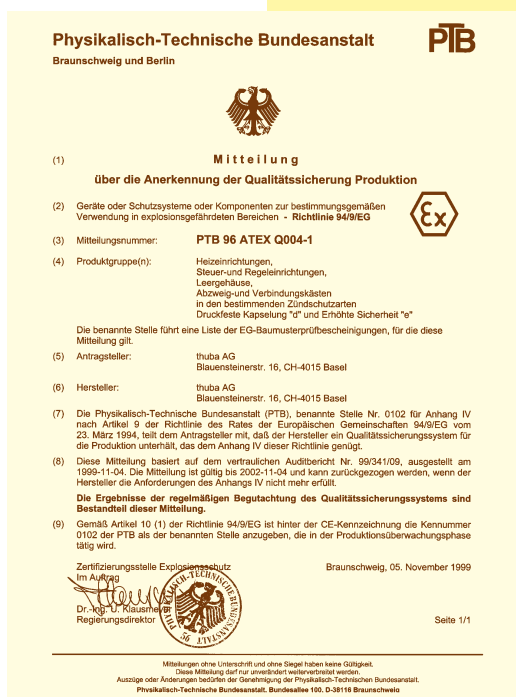 Physikalisch-Technische Bundesanstalt
PTB
Braunschweig und Berlin
(1) Mitteilung
über die Anerkennung der Qualitätssicherung Produktion
(2) Geräte oder Schutzsysteme oder Komponenten zur bestimmungsgemäßen
Verwendung in explosionsgefährdeten Bereichen - Richtlinie 94/9/EG
Ex
(3) Mitteilungsnummer: PTB 96 ATEX Q004-1
(4) Produktgruppe(n): Heizeinrichtungen,
Steuer-und Regeleinrichtungen,
Leergehäuse,
Abzweig-und Verbindungskästen
in den bestimmenden Zündschutzarten
Druckfeste Kapselung "d" und Erhöhte Sicherheit "e"
Die benannte Stelle führt eine Liste der EG-Baumusterprüfbescheinigungen, für die diese
Mitteilung gilt.
(5) Antragsteller: thuba AG
Blauensteinerstr. 16, CH-4015 Basel
(6) Hersteller: thuba AG
Blauensteinerstr. 16, CH-4015 Basel
(7) Die Physikalisch-Technische Bundesanstalt (PTB), benannte Stelle Nr. 0102 für Anhang IV
nach Artikel 9 der Richtlinie des Rates der Europäischen Gemeinschaften 94/9/EG vom
23. März 1994, teilt dem Antragsteller mit, daß der Hersteller ein Qualitätssicherungssystem für
die Produktion unterhält, das dem Anhang IV dieser Richtlinie genügt.
(8) Diese Mitteilung basiert auf dem vertraulichen Auditbericht Nr. 99/341/09, ausgestellt am
1999-11-04. Die Mitteilung ist gültig bis 2002-11-04 und kann zurückgezogen werden, wenn der
Hersteller die Anforderungen des Anhangs IV nicht mehr erfüllt.
Die Ergebnisse der regelmäßigen Begutachtung des Qualitätssicherungssystems sind
Bestandteil dieser Mitteilung.
(9) Gemäß Artikel 10 (1) der Richtlinie 94/9/EG ist hinter der CE-Kennzeichnung die Kennummer
0102 der PTB als der benannten Stelle anzugeben, die in der Produktionsüberwachungsphase
tätig wird.
Zertifizierungsstelle Explosionsschutz Braunschweig, 05. November 1999
Im Auftrag
PHYSIKALISCH-TECHNISCHE BUNDESANSTALT
56
Dr.-Ing. U. Klausmeyer
Regierungsdirektor Seite 1/1
Mitteilungen ohne Unterschrift und ohne Siegel haben keine Gültigkeit.
Diese Mitteilung darf nur unverändert weiterverbreitet werden.
Auszüge oder Änderungen bedürfen der Genehmigung der Physikalisch-Technischen Bundesanstalt.
Physikalisch-Technische Bundesanstalt. Bundesallee 100. D-38116 Braunschweig